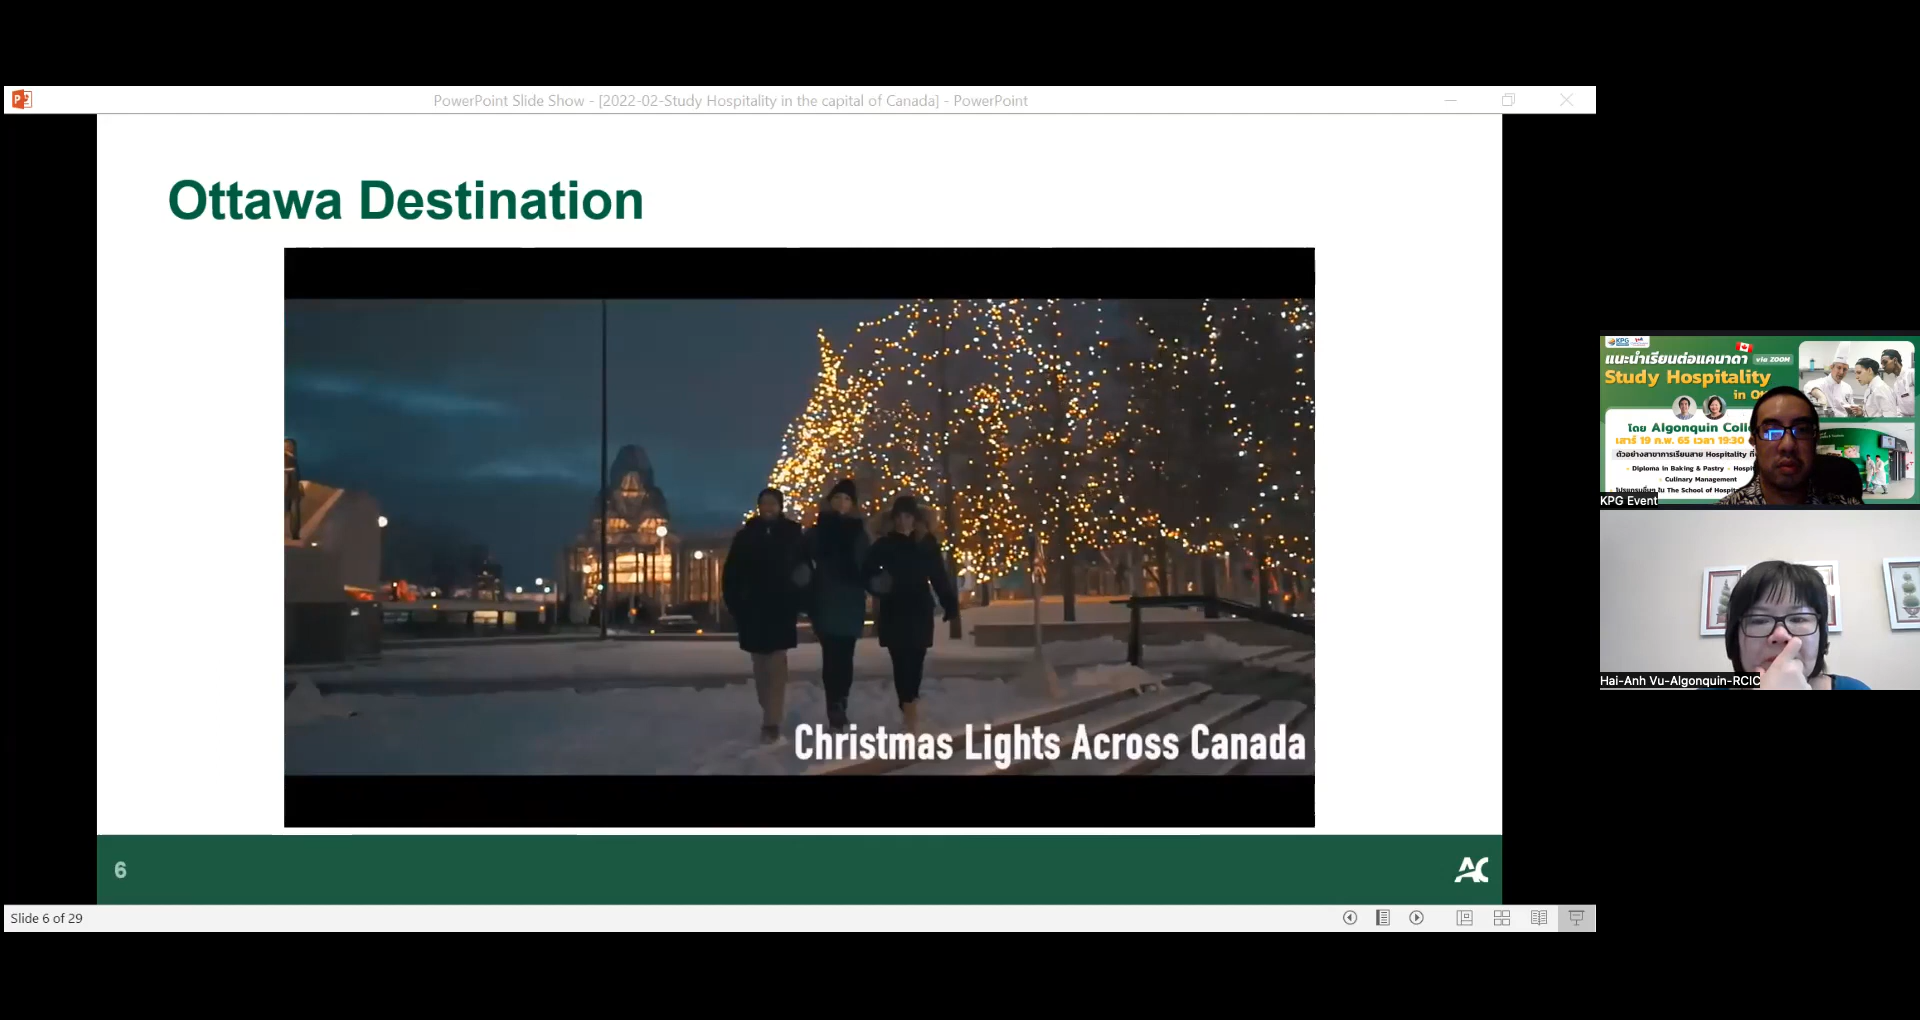 PowerPoint Slide Show - [2022-02-Study Hospitality in the capital of Canada] - PowerPoint
Ottawa Destination
Christmas Lights Across Canada
6
AC
Slide 6 of 29
KPG
แนะนำเรียนต่อแคนาดา via ZOOM
Study Hospitality
in
โดย Algonquin
เสาร์ 19 ก.พ. 65 เวลา 19:30
ตัวอย่างสาขาการเรียนสาย Hospitality
Diploma in Baking & Pastry
Culinary Management
The School of
KPG Event
Hai-Anh Vu-Algonquin-RCIC